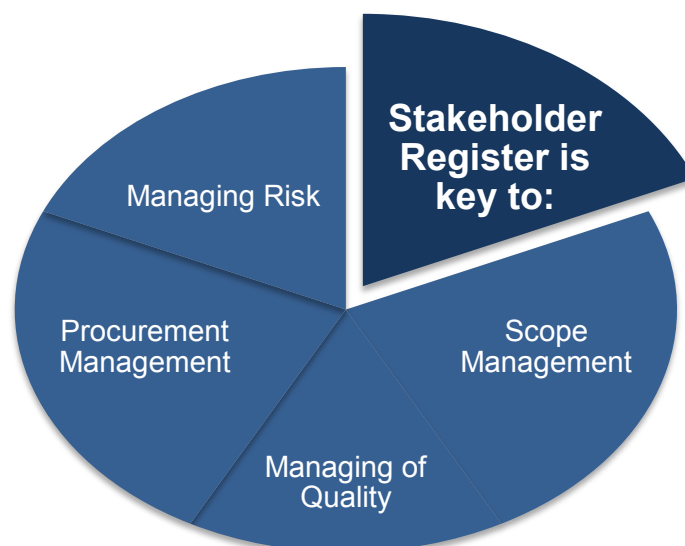 Stakeholder
Register is
key to:
Managing Risk
Scope
Management
Procurement
Management
Managing of
Quality